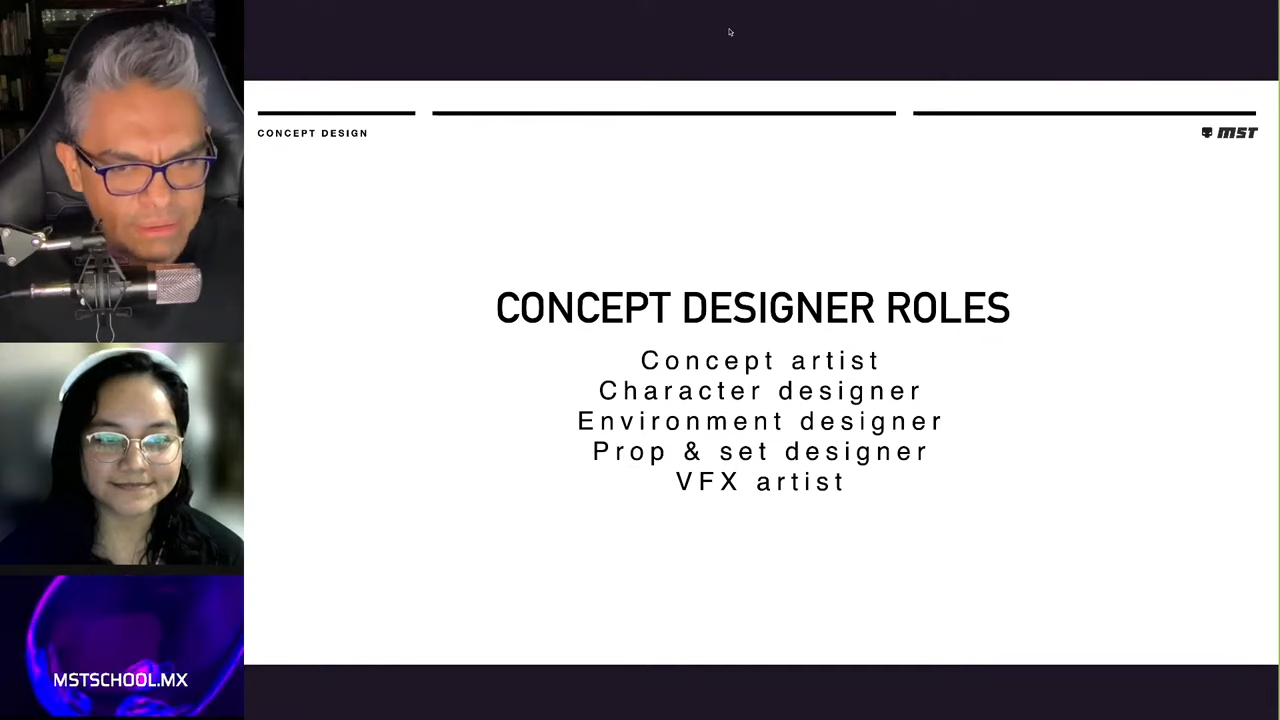 CONCEPT DESIGN
MST
CONCEPT DESIGNER ROLES
Concept artist
Character designer
Environment designer
Prop & set designer
VFX artist
MSTSCHOOL.MX